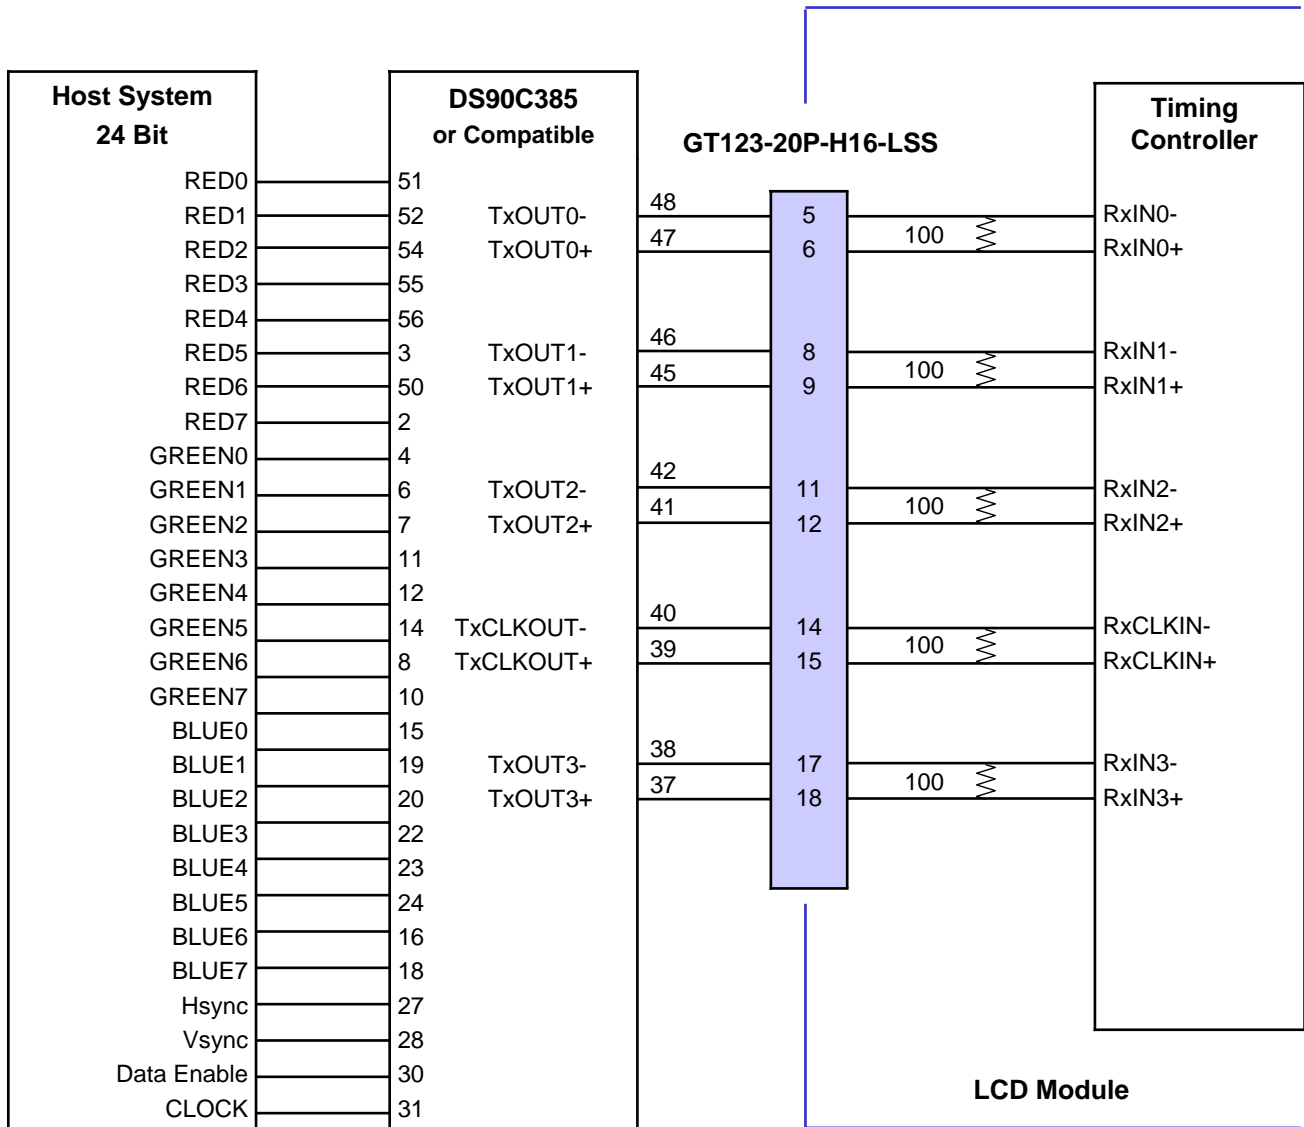 Host System
24 Bit
DS90C385
or Compatible
GT123-20P-H16-LSS
Timing
Controller
RED0 51
RED1 52 TxOUT0- 48 5 RxIN0-
RED2 54 TxOUT0+ 47 6 100 RxIN0+
RED3 55
RED4 56
RED5 3 TxOUT1- 46 8 RxIN1-
RED6 50 TxOUT1+ 45 9 100 RxIN1+
RED7 2
GREEN0 4
GREEN1 6 TxOUT2- 42 11 RxIN2-
GREEN2 7 TxOUT2+ 41 12 100 RxIN2+
GREEN3 11
GREEN4 12
GREEN5 14 TxCLKOUT- 40 14 RxCLKIN-
GREEN6 8 TxCLKOUT+ 39 15 100 RxCLKIN+
GREEN7 10
BLUE0 15
BLUE1 19 TxOUT3- 38 17 RxIN3-
BLUE2 20 TxOUT3+ 37 18 100 RxIN3+
BLUE3 22
BLUE4 23
BLUE5 24
BLUE6 16
BLUE7 18
Hsync 27
Vsync 28
Data Enable 30
CLOCK 31
LCD Module